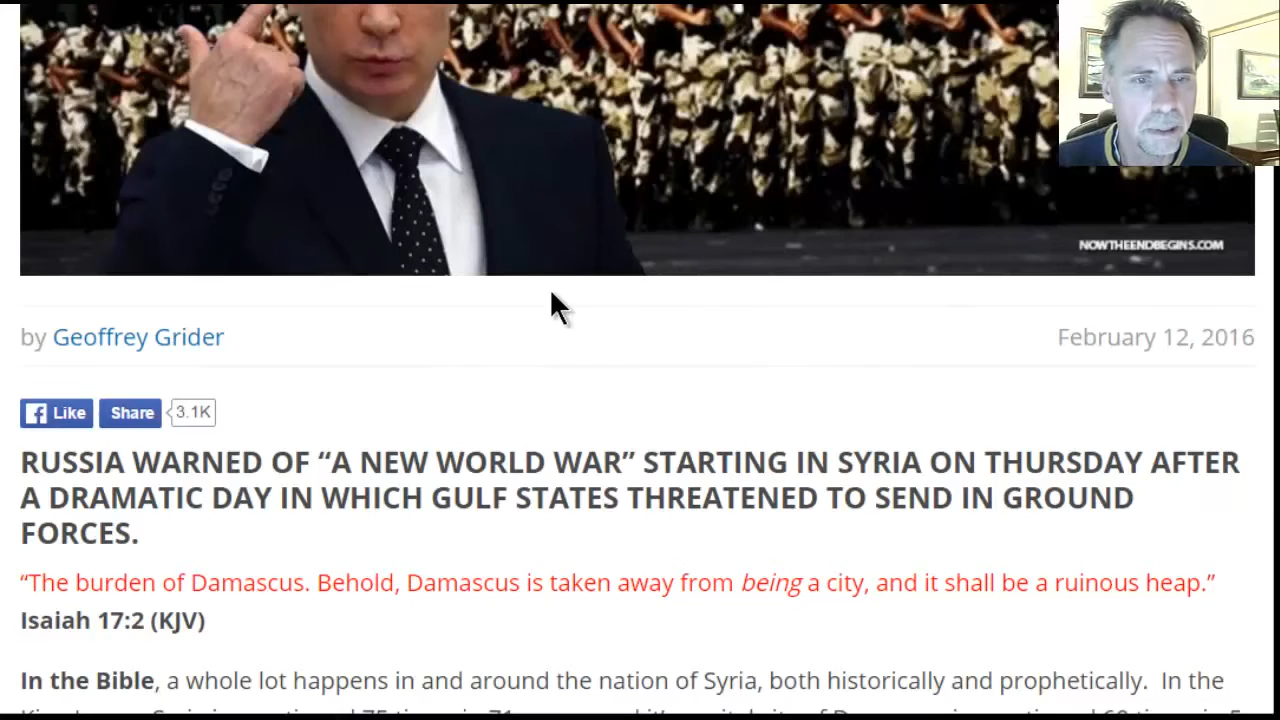 NOWTHEENDBEGINS.COM
by Geoffrey Grider February 12, 2016
Like Share 3.1K
RUSSIA WARNED OF “A NEW WORLD WAR” STARTING IN SYRIA ON THURSDAY AFTER
A DRAMATIC DAY IN WHICH GULF STATES THREATENED TO SEND IN GROUND
FORCES.
“The burden of Damascus. Behold, Damascus is taken away from being a city, and it shall be a ruinous heap.”
Isaiah 17:2 (KJV)
In the Bible, a whole lot happens in and around the nation of Syria, both historically and prophetically. In the